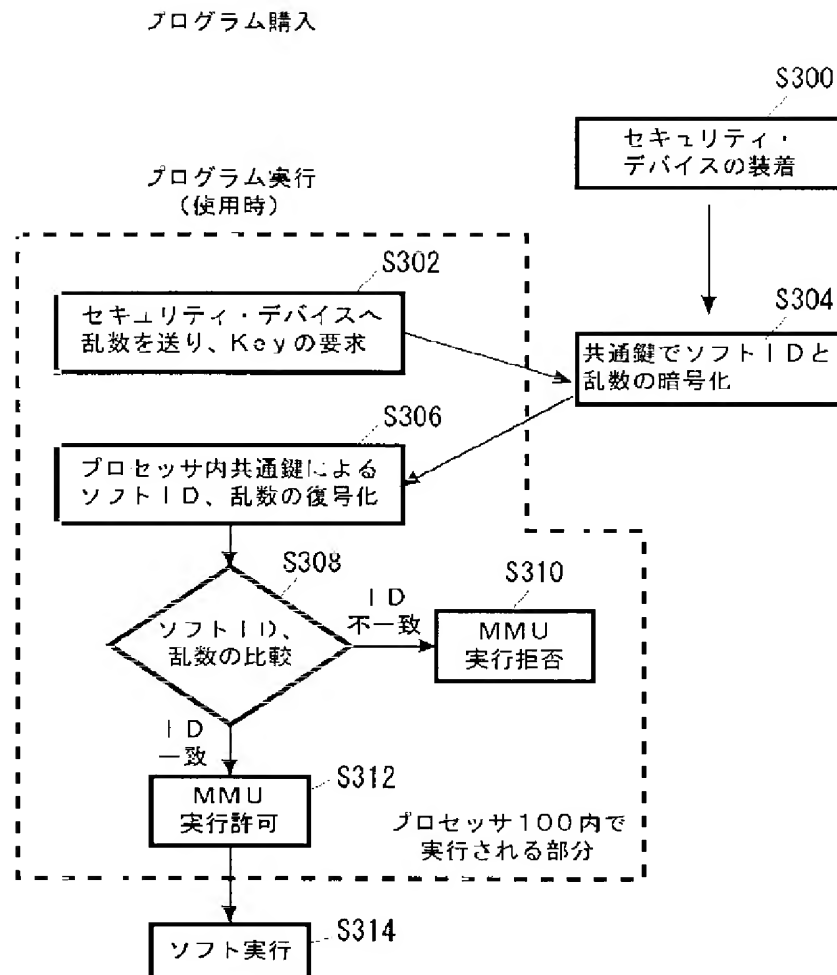 プログラム購入
S300
セキュリティ・
デバイスの装着
プログラム実行
（使用時）
S302
セキュリティ・デバイスへ
乱数を送り、Keyの要求
S304
共通鍵でソフトIDと
乱数の暗号化
S306
プロセッサ内共通鍵による
ソフトID、乱数の復号化
S308
ソフトID、
乱数の比較
ID
不一致
S310
MMU
実行拒否
ID
一致
S312
MMU
実行許可
プロセッサ100内で
実行される部分
S314
ソフト実行